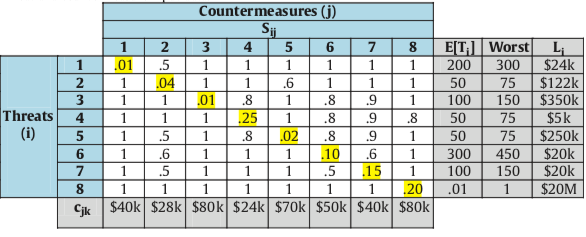 Countermeasures (j)
Sij
1 2 3 4 5 6 7 8 E[Ti] Worst Li
Threats (i)
1 .01 .5 1 1 1 1 1 1 200 300 $24k
2 1 .04 1 1 .6 1 1 1 50 75 $122k
3 1 1 .01 .8 1 .8 .9 1 100 150 $350k
4 1 1 1 .25 1 .8 .9 .8 50 75 $5k
5 1 .5 1 .8 .02 .8 .9 1 50 75 $250k
6 1 .6 1 1 1 .10 .6 1 300 450 $20k
7 1 .5 1 1 1 .5 .15 1 100 150 $20k
8 1 1 1 1 1 1 1 .20 .01 1 $20M
cjk $40k $28k $80k $24k $70k $50k $40k $80k